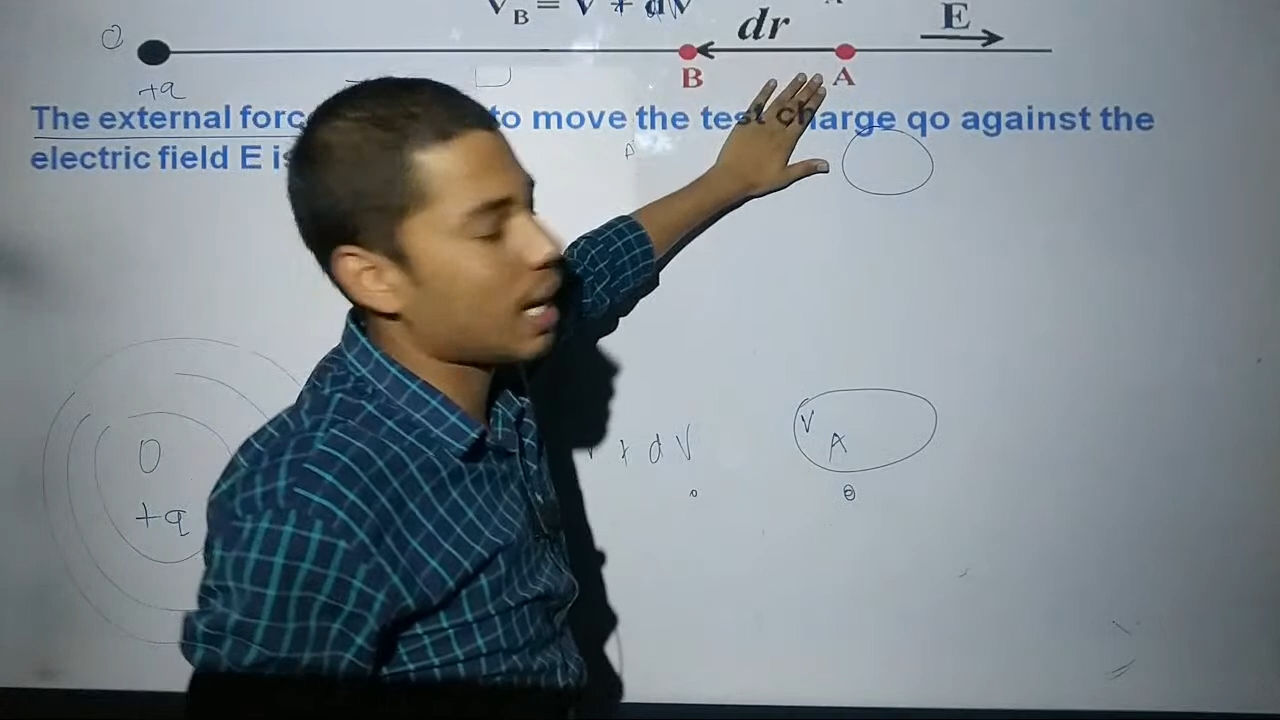 V_B = V + dV
O dr E
B A
+q
The external forc to move the test charge qo against the
electric field E is
A
V
O + dV A
+q